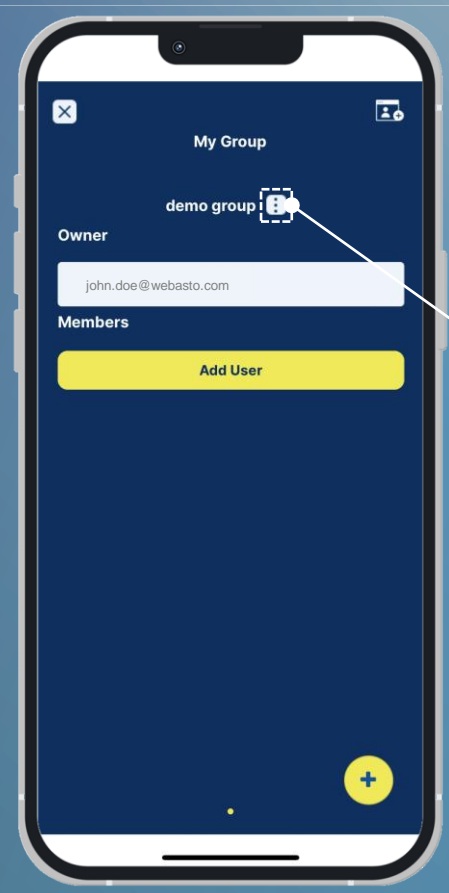 My Group
demo group
Owner
john.doe@webasto.com
Members
Add User